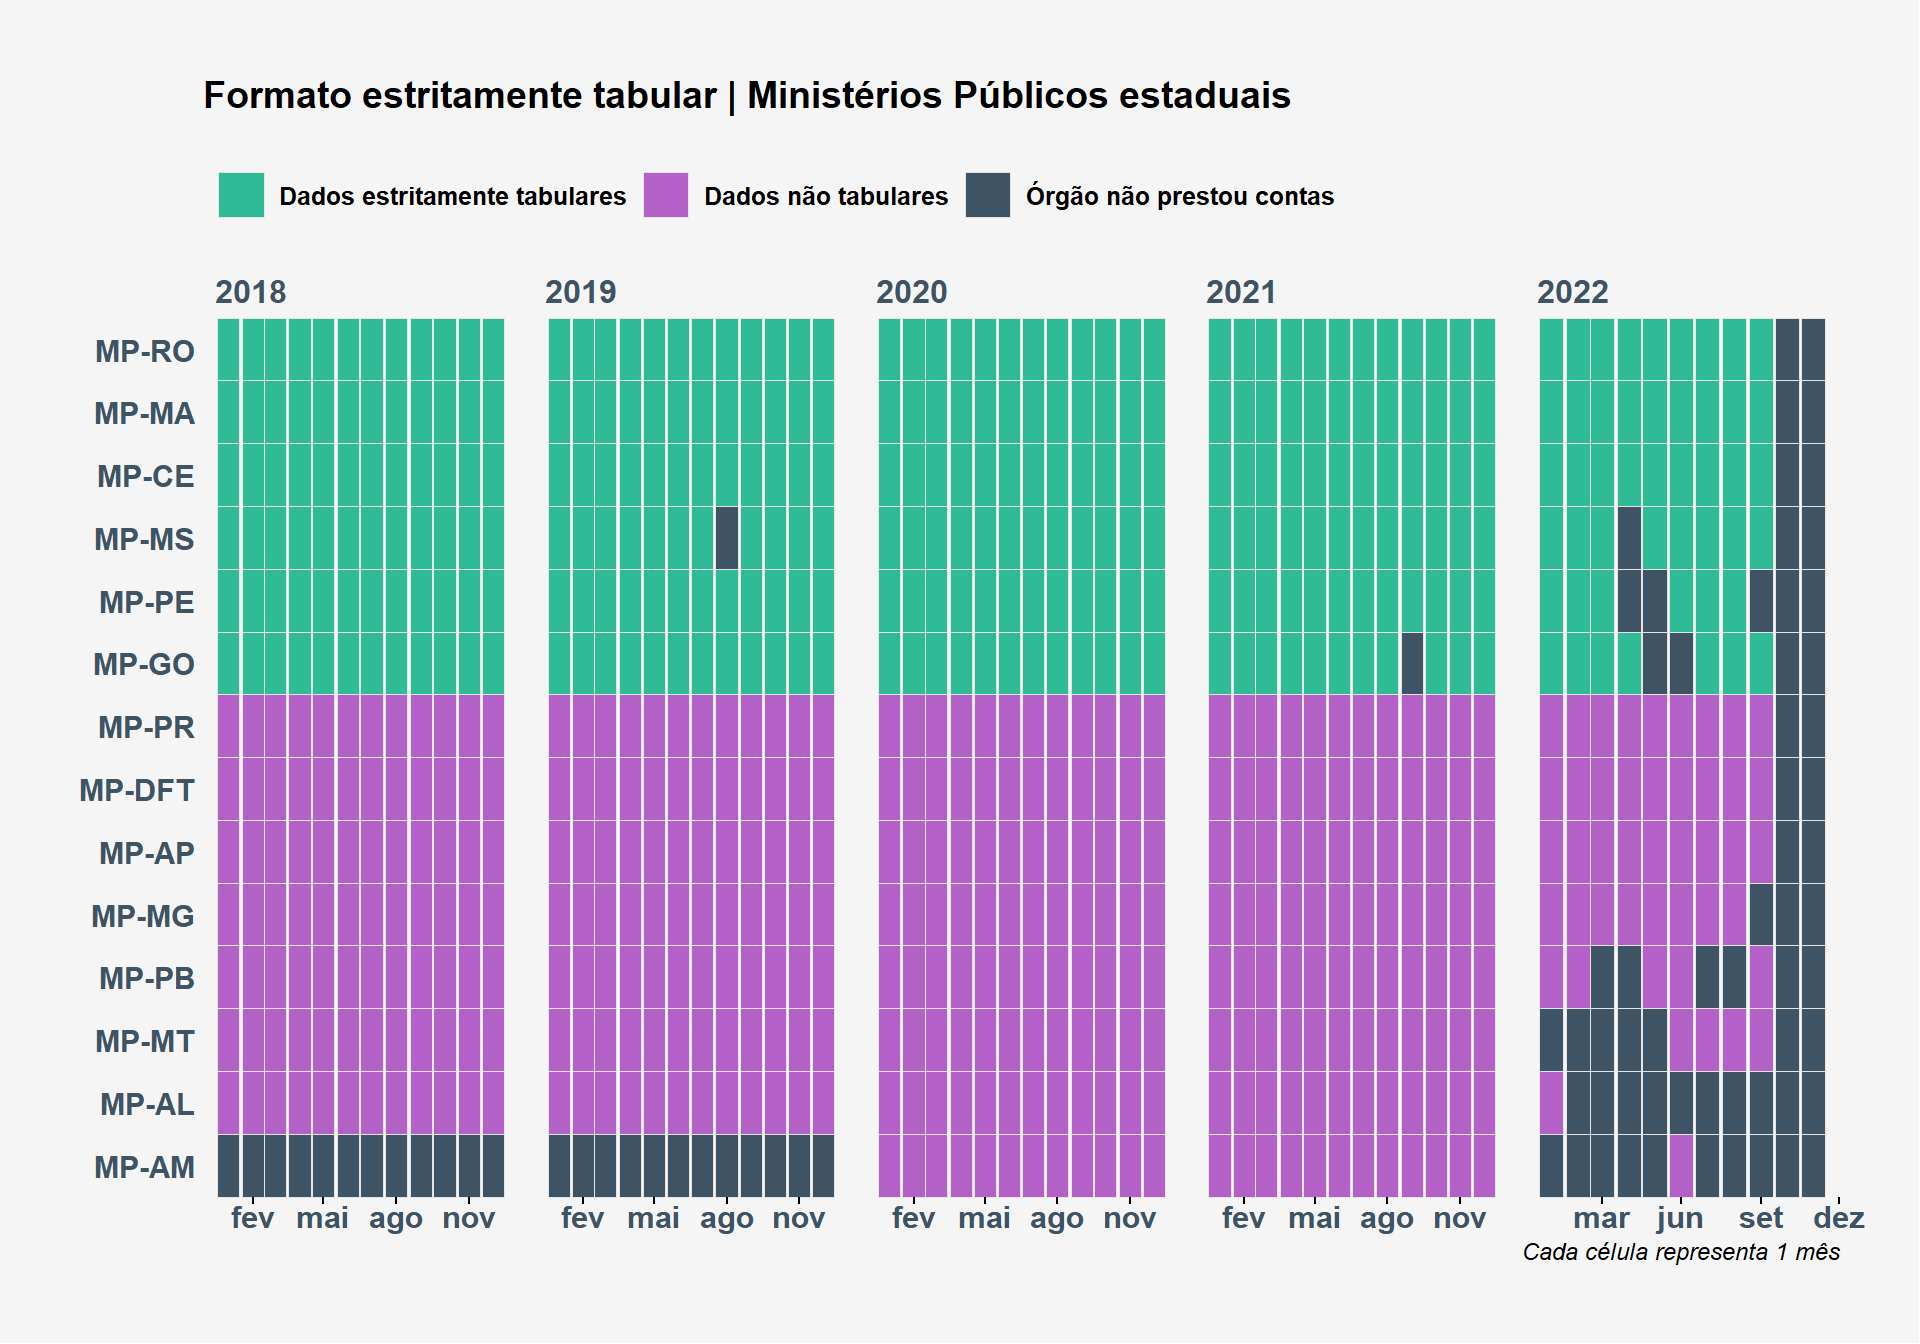 Formato estritamente tabular | Ministérios Públicos estaduais
Dados estritamente tabulares Dados não tabulares Órgão não prestou contas
2018 2019 2020 2021 2022
MP-RO
MP-MA
MP-CE
MP-MS
MP-PE
MP-GO
MP-PR
MP-DFT
MP-AP
MP-MG
MP-PB
MP-MT
MP-AL
MP-AM
fev mai ago nov fev mai ago nov fev mai ago nov fev mai ago nov mar jun set dez
Cada célula representa 1 mês